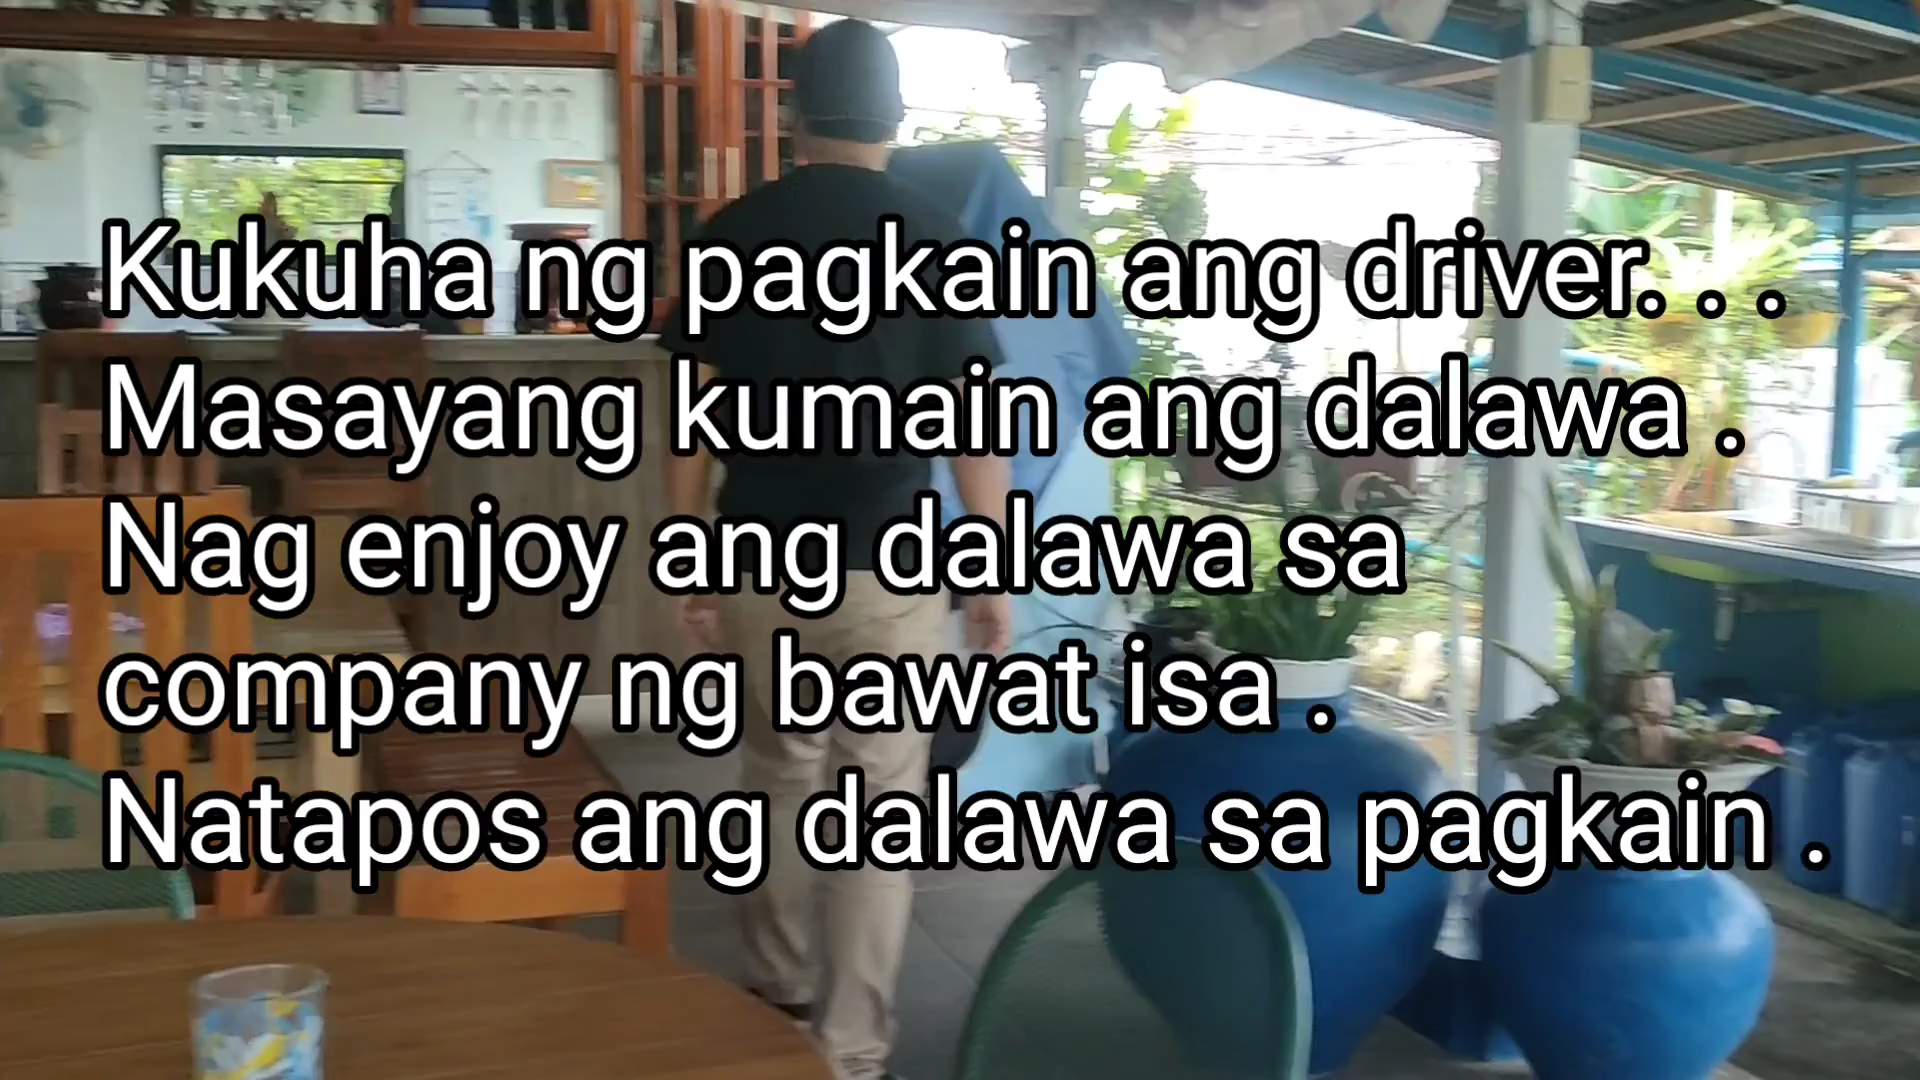 Kukuha ng pagkain ang driver. . .
Masayang kumain ang dalawa .
Nag enjoy ang dalawa sa
company ng bawat isa .
Natapos ang dalawa sa pagkain .